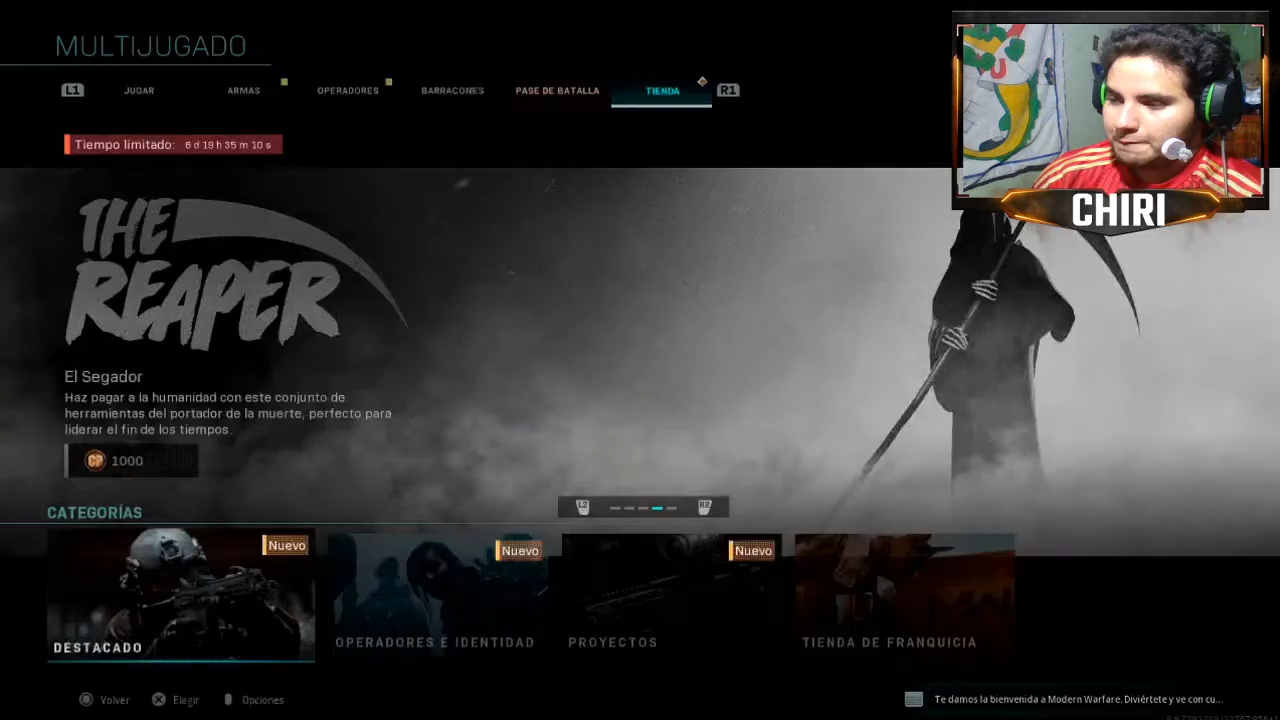 MULTIJUGADO
L1 JUGAR ARMAS OPERADORES BARRACONES PASE DE BATALLA TIENDA R1
Tiempo limitado: 6 d 19 h 35 m 10 s
CHIRI
THE
REAPER
El Segador
Haz pagar a la humanidad con este conjunto de
herramientas del portador de la muerte, perfecto para
liderar el fin de los tiempos.
CP 1000
L2 R2
CATEGORÍAS
Nuevo Nuevo Nuevo
DESTACADO OPERADORES E IDENTIDAD PROYECTOS TIENDA DE FRANQUICIA
Volver Elegir Opciones
Te damos la bienvenida a Modern Warfare. Diviértete y ve con cu...